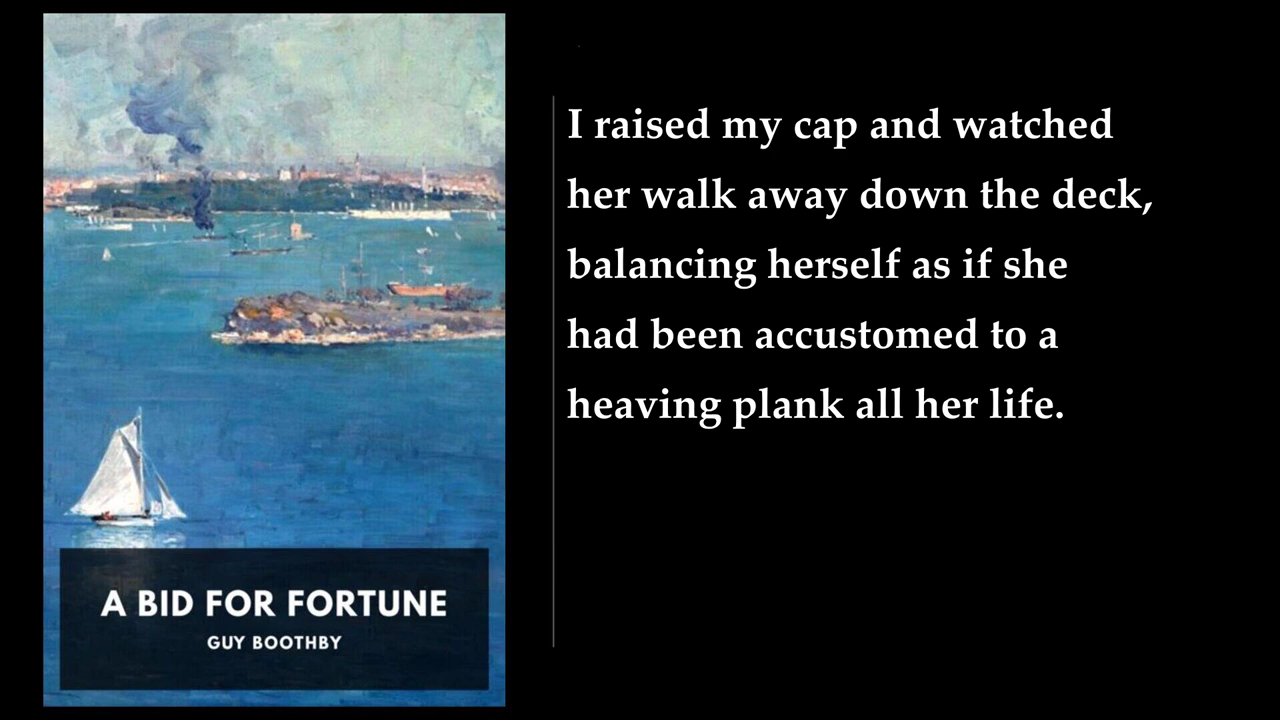 I raised my cap and watched
her walk away down the deck,
balancing herself as if she
had been accustomed to a
heaving plank all her life.
A BID FOR FORTUNE
GUY BOOTHBY